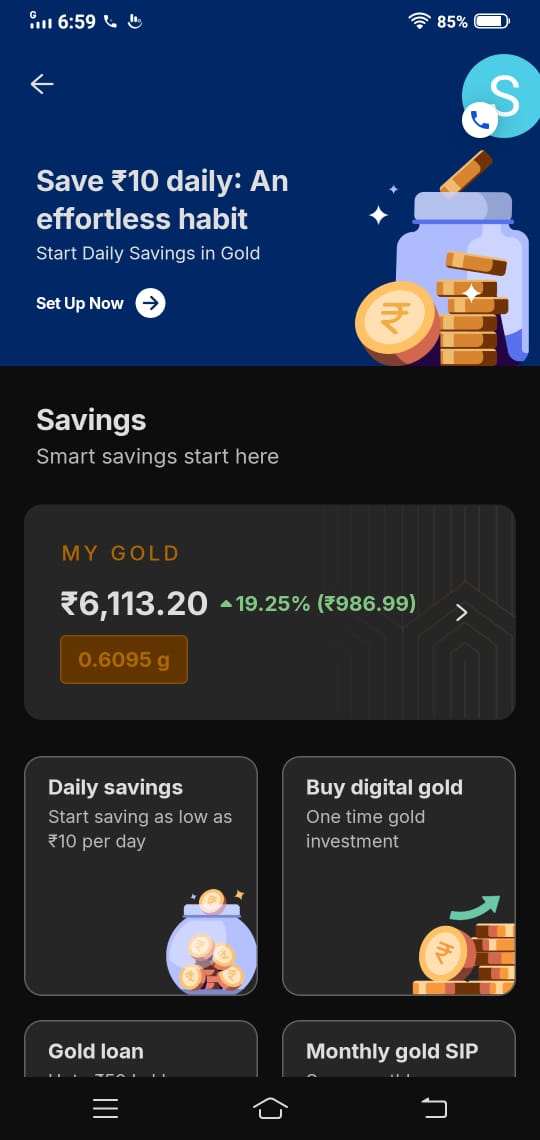 G
6:59
85%
S
Save ₹10 daily: An
effortless habit
Start Daily Savings in Gold
Set Up Now
Savings
Smart savings start here
MY GOLD
₹6,113.20 19.25% (₹986.99)
0.6095 g
Daily savings
Start saving as low as
₹10 per day
Buy digital gold
One time gold
investment
Gold loan
Monthly gold SIP